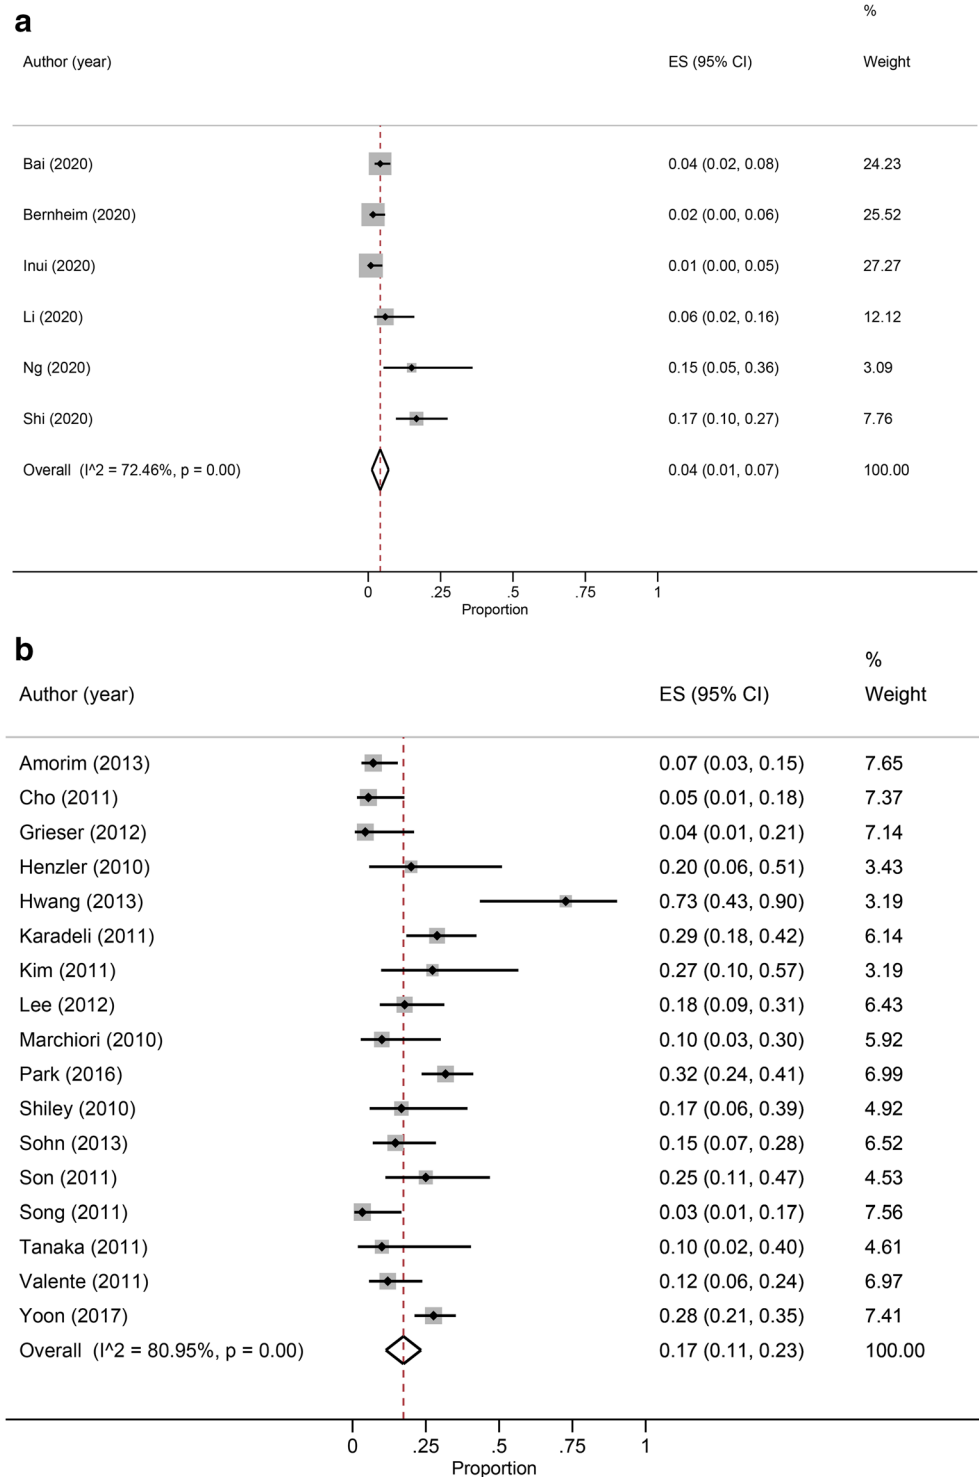 a
%
Author (year) ES (95% CI) Weight
Bai (2020) 0.04 (0.02, 0.08) 24.23
Bernheim (2020) 0.02 (0.00, 0.06) 25.52
Inui (2020) 0.01 (0.00, 0.05) 27.27
Li (2020) 0.06 (0.02, 0.16) 12.12
Ng (2020) 0.15 (0.05, 0.36) 3.09
Shi (2020) 0.17 (0.10, 0.27) 7.76
Overall (I^2 = 72.46%, p = 0.00) 0.04 (0.01, 0.07) 100.00
0 .25 .5 .75 1
Proportion
b
%
Author (year) ES (95% CI) Weight
Amorim (2013) 0.07 (0.03, 0.15) 7.65
Cho (2011) 0.05 (0.01, 0.18) 7.37
Grieser (2012) 0.04 (0.01, 0.21) 7.14
Henzler (2010) 0.20 (0.06, 0.51) 3.43
Hwang (2013) 0.73 (0.43, 0.90) 3.19
Karadeli (2011) 0.29 (0.18, 0.42) 6.14
Kim (2011) 0.27 (0.10, 0.57) 3.19
Lee (2012) 0.18 (0.09, 0.31) 6.43
Marchiori (2010) 0.10 (0.03, 0.30) 5.92
Park (2016) 0.32 (0.24, 0.41) 6.99
Shiley (2010) 0.17 (0.06, 0.39) 4.92
Sohn (2013) 0.15 (0.07, 0.28) 6.52
Son (2011) 0.25 (0.11, 0.47) 4.53
Song (2011) 0.03 (0.01, 0.17) 7.56
Tanaka (2011) 0.10 (0.02, 0.40) 4.61
Valente (2011) 0.12 (0.06, 0.24) 6.97
Yoon (2017) 0.28 (0.21, 0.35) 7.41
Overall (I^2 = 80.95%, p = 0.00) 0.17 (0.11, 0.23) 100.00
0 .25 .5 .75 1
Proportion